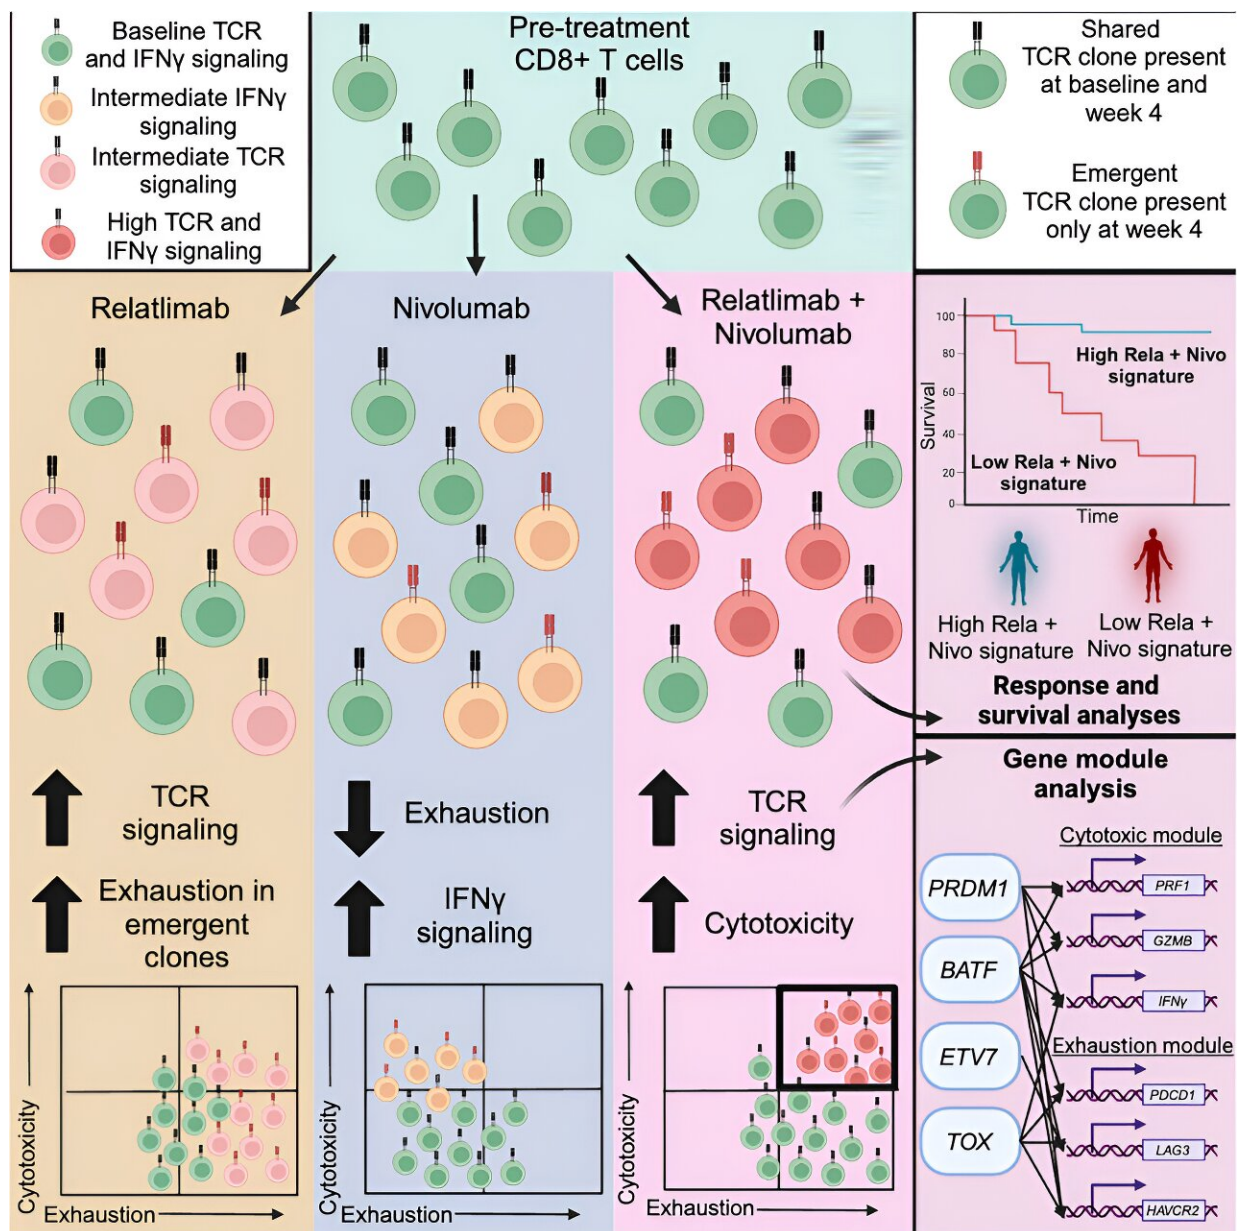 Baseline TCR
and IFNγ signaling
Intermediate IFNγ
signaling
Intermediate TCR
signaling
High TCR and
IFNγ signaling
Pre-treatment
CD8+ T cells
Shared
TCR clone present
at baseline and
week 4
Emergent
TCR clone present
only at week 4
Relatlimab
TCR
signaling
Exhaustion in
emergent
clones
Cytotoxicity
Exhaustion
Nivolumab
Exhaustion
IFNγ
signaling
Cytotoxicity
Exhaustion
Relatlimab +
Nivolumab
TCR
signaling
Cytotoxicity
Cytotoxicity
Exhaustion
Survival
100
80
60
40
20
0
High Rela + Nivo
signature
Low Rela + Nivo
signature
Time
High Rela +
Nivo signature
Low Rela +
Nivo signature
Response and
survival analyses
Gene module
analysis
PRDM1
BATF
ETV7
TOX
Cytotoxic module
PRF1
GZMB
IFNγ
Exhaustion module
PDCD1
LAG3
HAVCR2